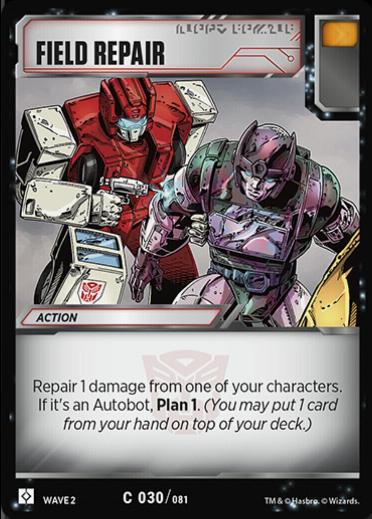 FIELD REPAIR
ACTION
Repair 1 damage from one of your characters.
If it's an Autobot, Plan 1. (You may put 1 card
from your hand on top of your deck.)
WAVE 2
C 030/081
TM & © Hasbro. © Wizards.